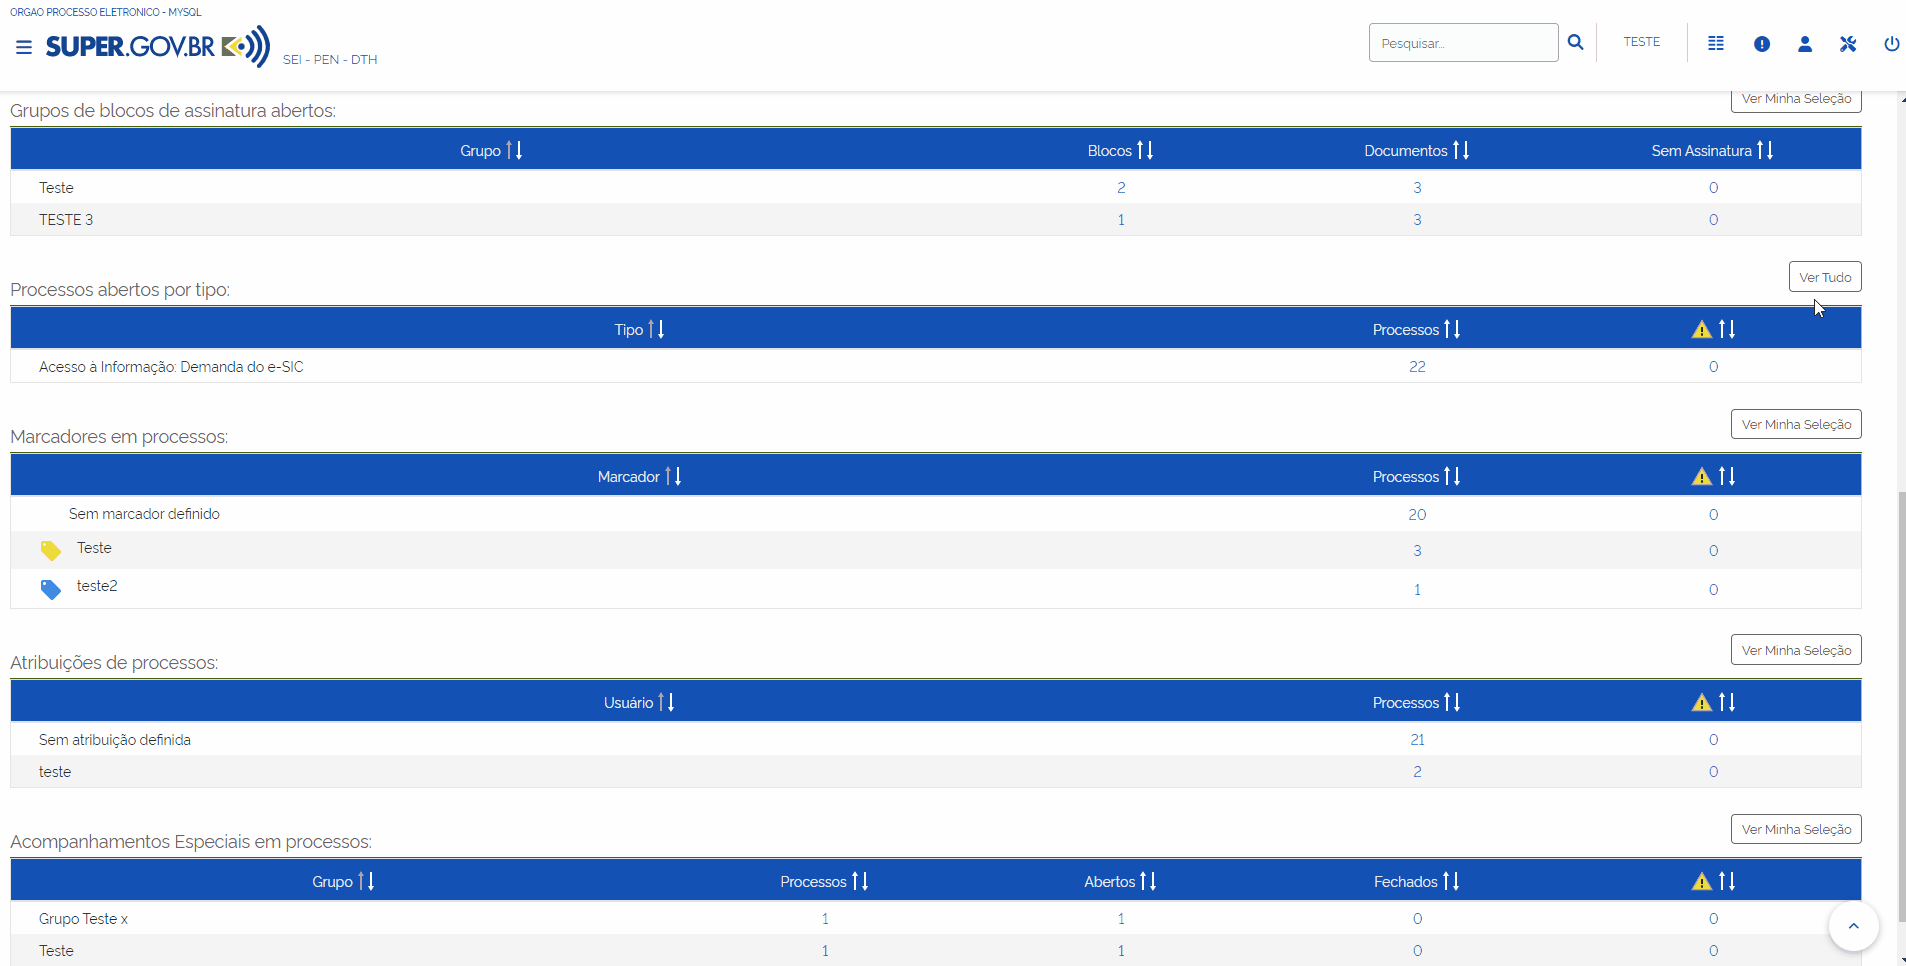 ORGAO PROCESSO ELETRONICO - MYSQL
SUPER.GOV.BR
SEI - PEN - DTH
Pesquisar...
TESTE
Grupos de blocos de assinatura abertos:
Ver Minha Seleção
Grupo Blocos Documentos Sem Assinatura
Teste 2 3 0
TESTE 3 1 3 0
Processos abertos por tipo:
Ver Tudo
Tipo Processos
Acesso à Informação: Demanda do e-SIC 22 0
Marcadores em processos:
Ver Minha Seleção
Marcador Processos
Sem marcador definido 20 0
Teste 3 0
teste2 1 0
Atribuições de processos:
Ver Minha Seleção
Usuário Processos
Sem atribuição definida 21 0
teste 2 0
Acompanhamentos Especiais em processos:
Ver Minha Seleção
Grupo Processos Abertos Fechados
Grupo Teste x 1 1 0 0
Teste 1 1 0 0